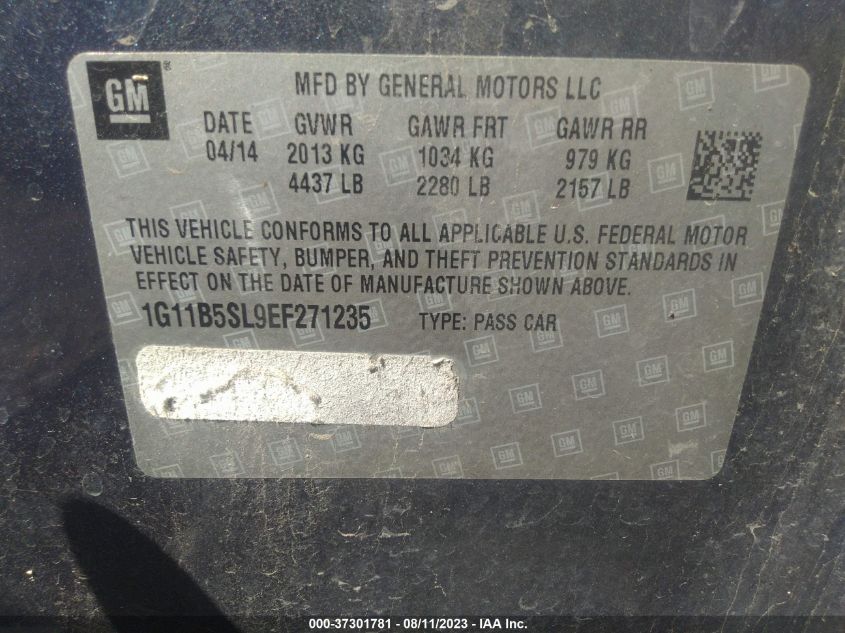 GM ®
MFD BY GENERAL MOTORS LLC
DATE GVWR GAWR FRT GAWR RR
04/14 2013 KG 1034 KG 979 KG
4437 LB 2280 LB 2157 LB
THIS VEHICLE CONFORMS TO ALL APPLICABLE U.S. FEDERAL MOTOR
VEHICLE SAFETY, BUMPER, AND THEFT PREVENTION STANDARDS IN
EFFECT ON THE DATE OF MANUFACTURE SHOWN ABOVE.
1G11B5SL9EF271235 TYPE: PASS CAR
000-37301781 - 08/11/2023 - IAA Inc.